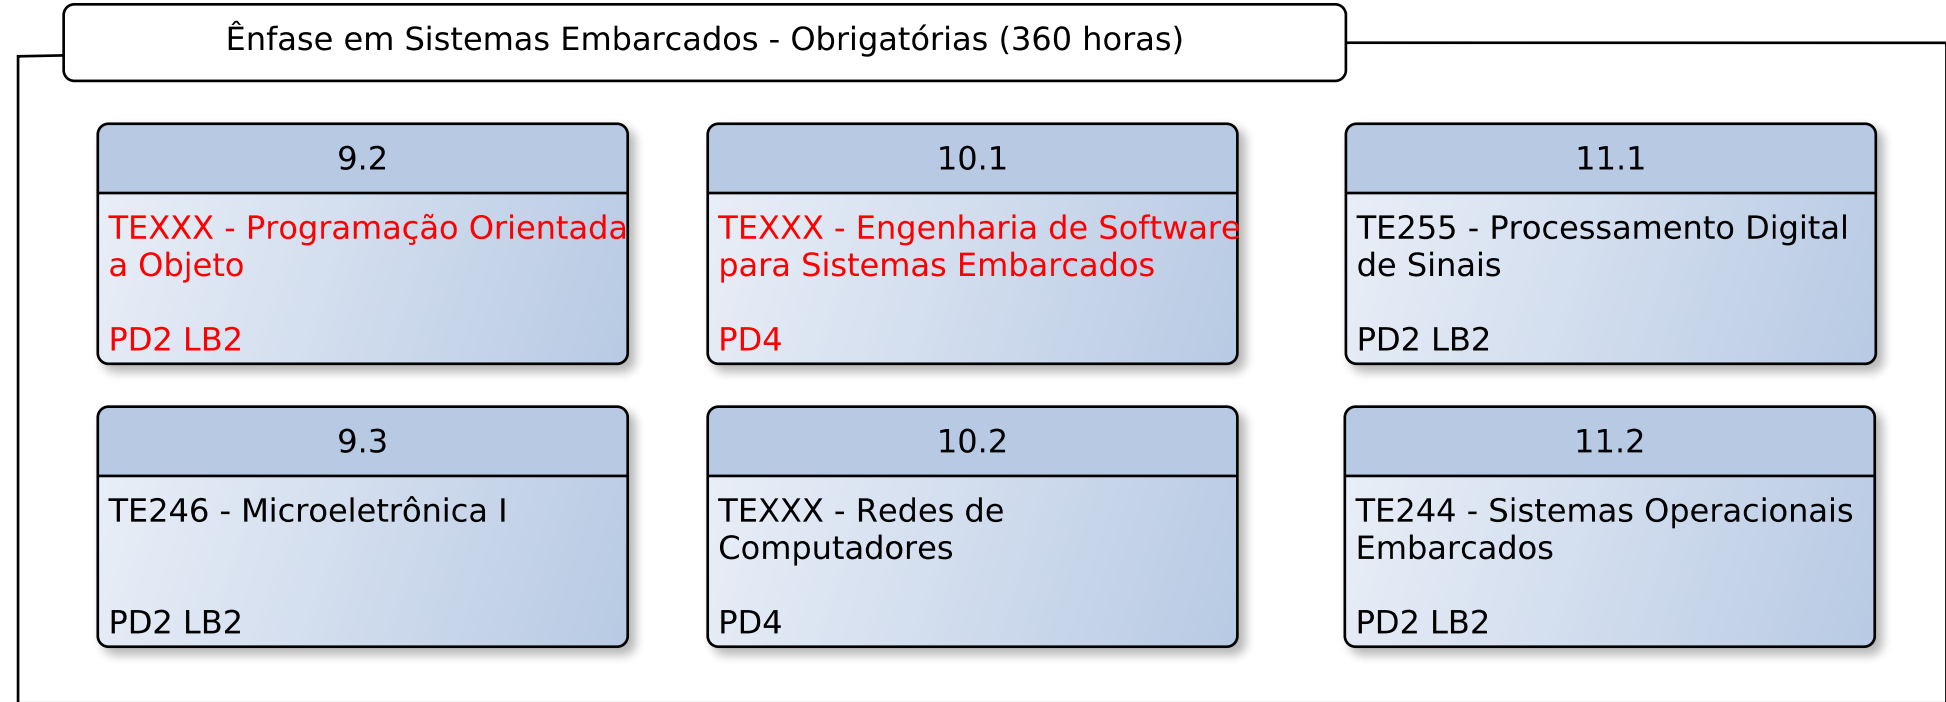 Ênfase em Sistemas Embarcados - Obrigatórias (360 horas)
9.2
TEXXX - Programação Orientada
a Objeto
PD2 LB2
10.1
TEXXX - Engenharia de Software
para Sistemas Embarcados
PD4
11.1
TE255 - Processamento Digital
de Sinais
PD2 LB2
9.3
TE246 - Microeletrônica I
PD2 LB2
10.2
TEXXX - Redes de
Computadores
PD4
11.2
TE244 - Sistemas Operacionais
Embarcados
PD2 LB2